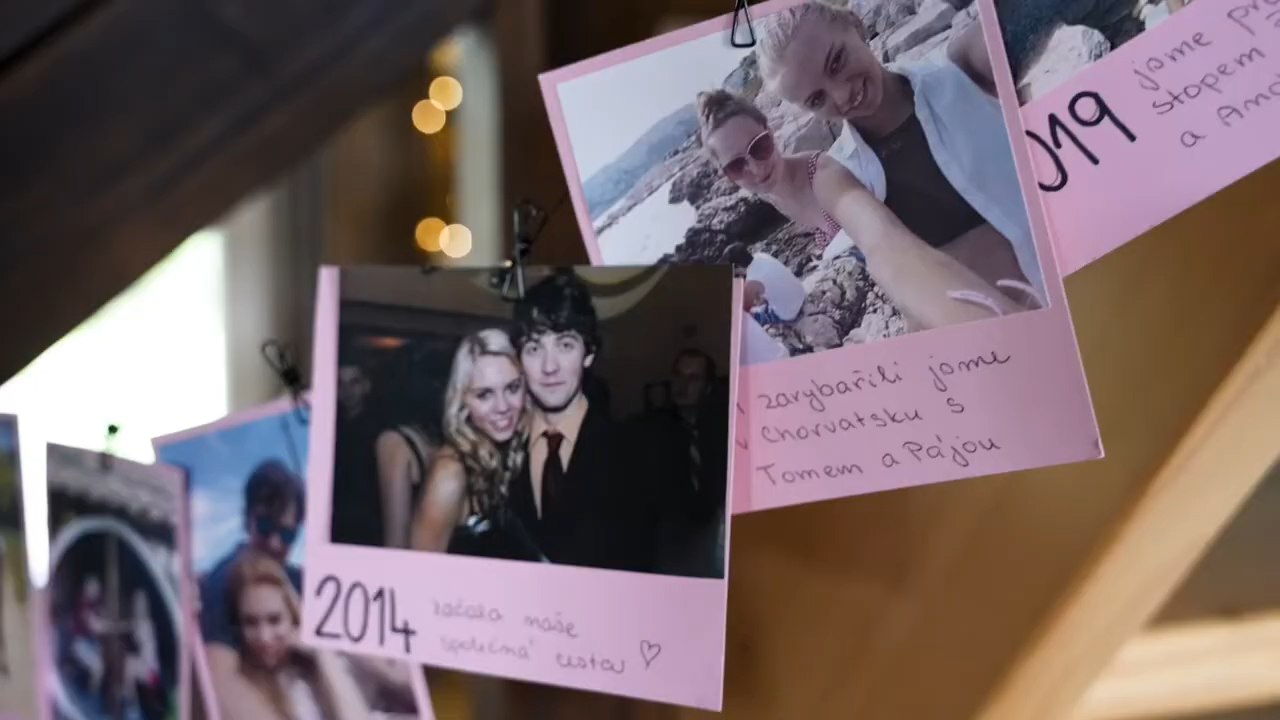 2014
začala naše
společná cesta ♡
zarybařili jsme
Chorvatsku s
Tomem a Pájou
019
jsme
stopem
a